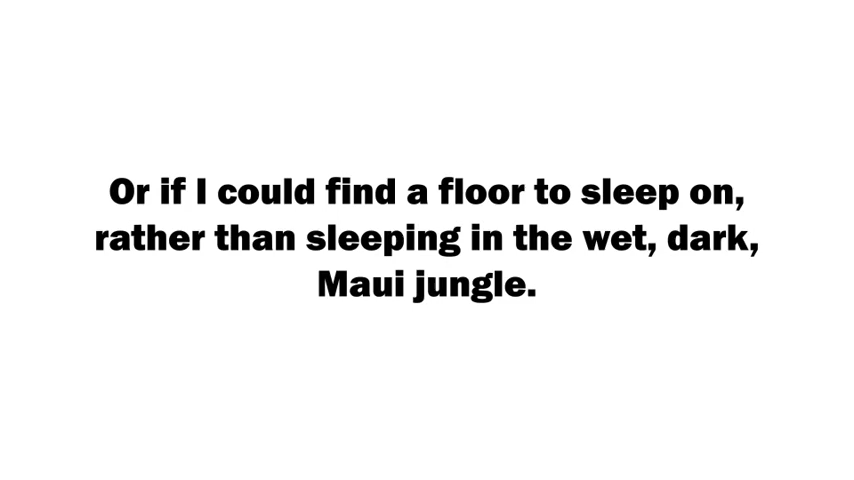 Or if I could find a floor to sleep on,
rather than sleeping in the wet, dark,
Maui jungle.